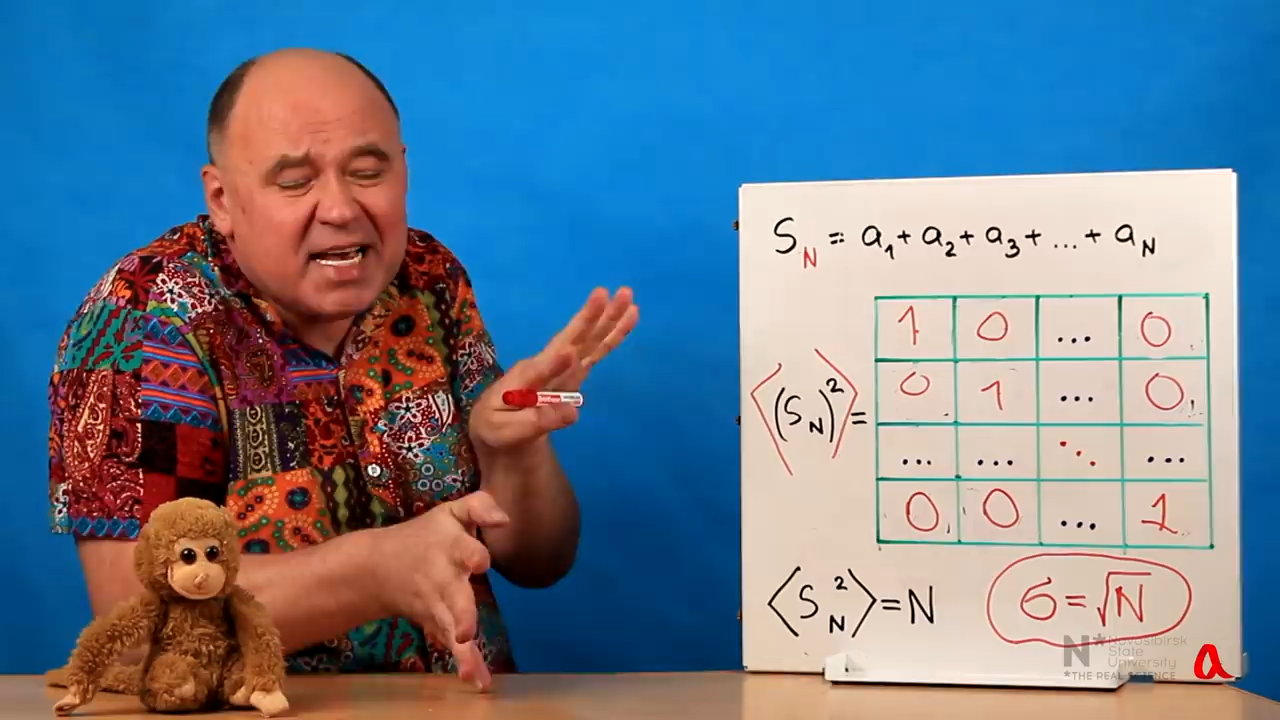 S_N = a_1 + a_2 + a_3 + ... + a_N
1 0 ... 0
0 1 ... 0
⟨(S_N)^2⟩ =
... ... ⋱ ...
0 0 ... 1
⟨S_N^2⟩ = N
σ = √N
N* Novosibirsk
State
University
*THE REAL SCIENCE
a